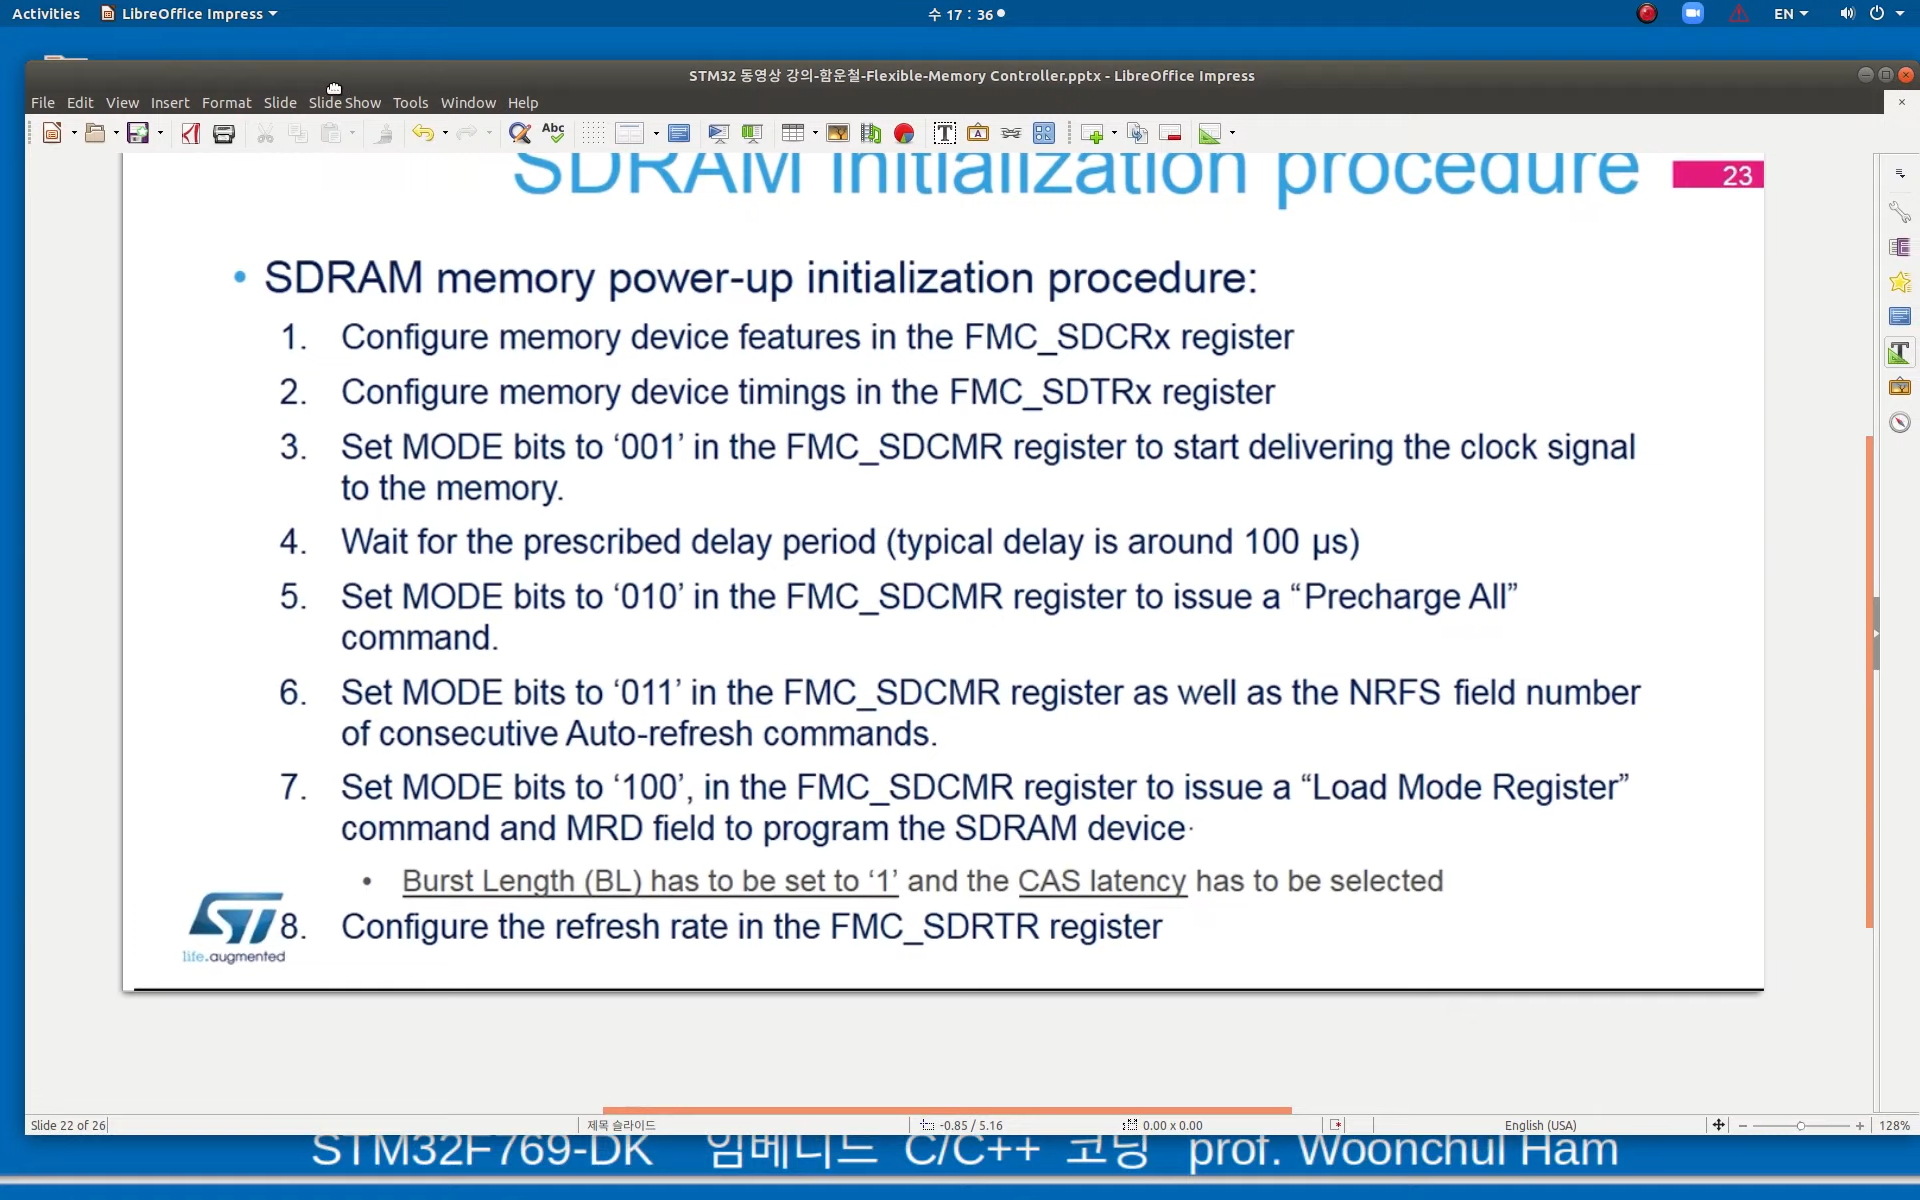 Activities LibreOffice Impress 수 17 : 36 EN
STM32 동영상 강의-함운철-Flexible-Memory Controller.pptx - LibreOffice Impress
File Edit View Insert Format Slide Slide Show Tools Window Help
Abc
SDRAM initialization procedure 23
• SDRAM memory power-up initialization procedure:
1. Configure memory device features in the FMC_SDCRx register
2. Configure memory device timings in the FMC_SDTRx register
3. Set MODE bits to ‘001’ in the FMC_SDCMR register to start delivering the clock signal
to the memory.
4. Wait for the prescribed delay period (typical delay is around 100 µs)
5. Set MODE bits to ‘010’ in the FMC_SDCMR register to issue a “Precharge All”
command.
6. Set MODE bits to ‘011’ in the FMC_SDCMR register as well as the NRFS field number
of consecutive Auto-refresh commands.
7. Set MODE bits to ‘100’, in the FMC_SDCMR register to issue a “Load Mode Register”
command and MRD field to program the SDRAM device.
• Burst Length (BL) has to be set to ‘1’ and the CAS latency has to be selected
8. Configure the refresh rate in the FMC_SDRTR register
ST
life.augmented
Slide 22 of 26 제목 슬라이드 -0.85 / 5.16 0.00 x 0.00 English (USA) 128%
STM32F769-DK 임베디드 C/C++ 코딩 prof. Woonchul Ham